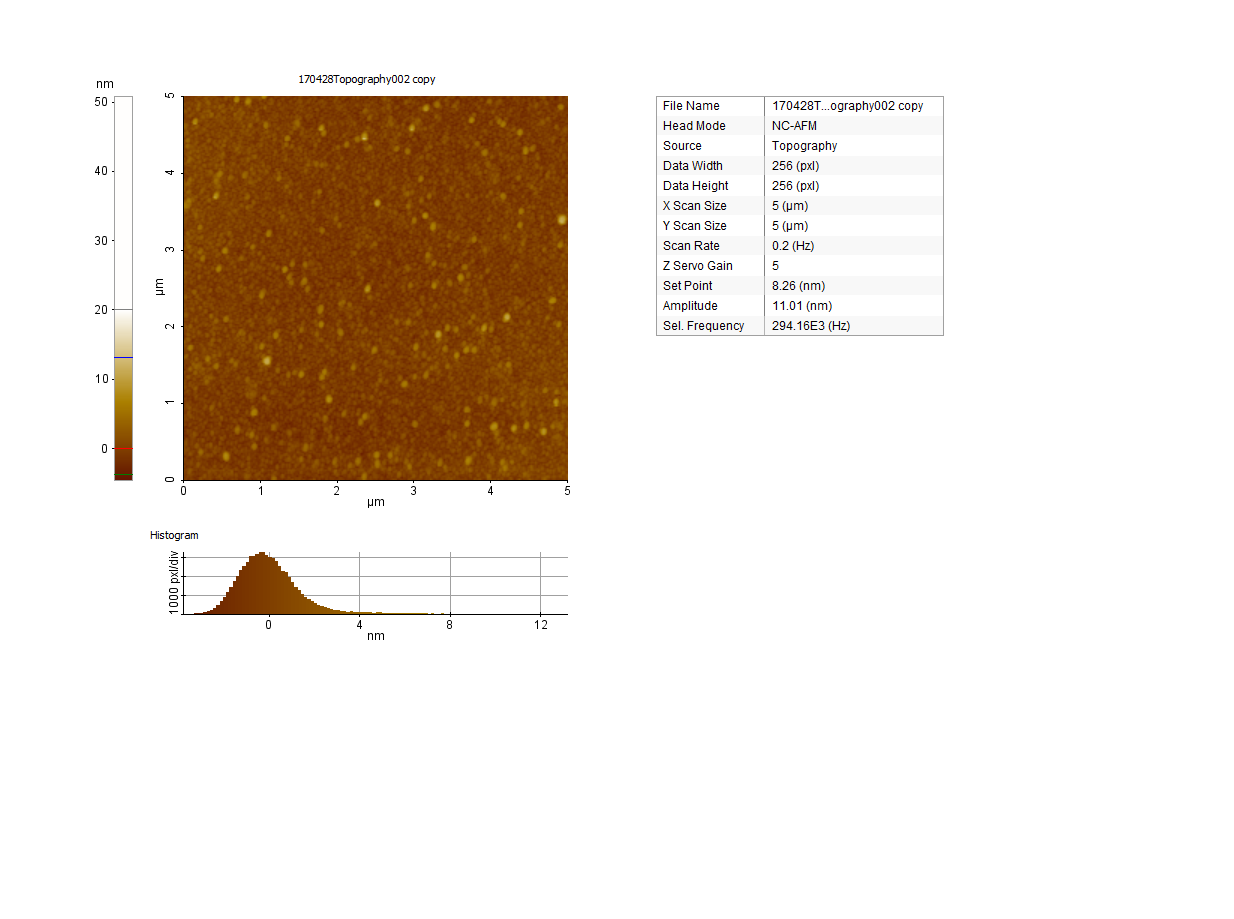 170428Topography002 copy
nm
50
40
30
20
10
0
5
4
3
2
1
0
µm
0 1 2 3 4 5
µm
File Name 170428T...ography002 copy
Head Mode NC-AFM
Source Topography
Data Width 256 (pxl)
Data Height 256 (pxl)
X Scan Size 5 (µm)
Y Scan Size 5 (µm)
Scan Rate 0.2 (Hz)
Z Servo Gain 5
Set Point 8.26 (nm)
Amplitude 11.01 (nm)
Sel. Frequency 294.16E3 (Hz)
Histogram
1000 pxl/div
0 4 8 12
nm